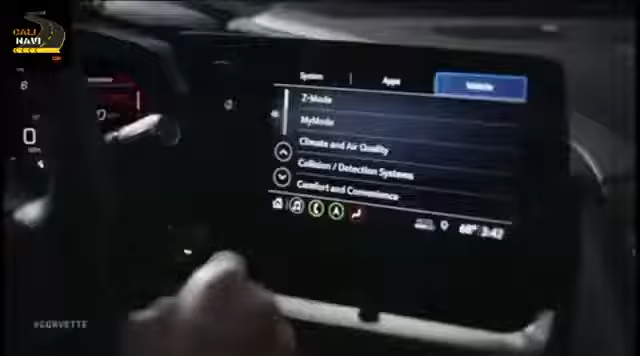 CALI
NAVI
System
Apps
Vehicle
Z-Mode
MyMode
Climate and Air Quality
Collision / Detection Systems
Comfort and Convenience
68° 3:42
0
#CORVETTE